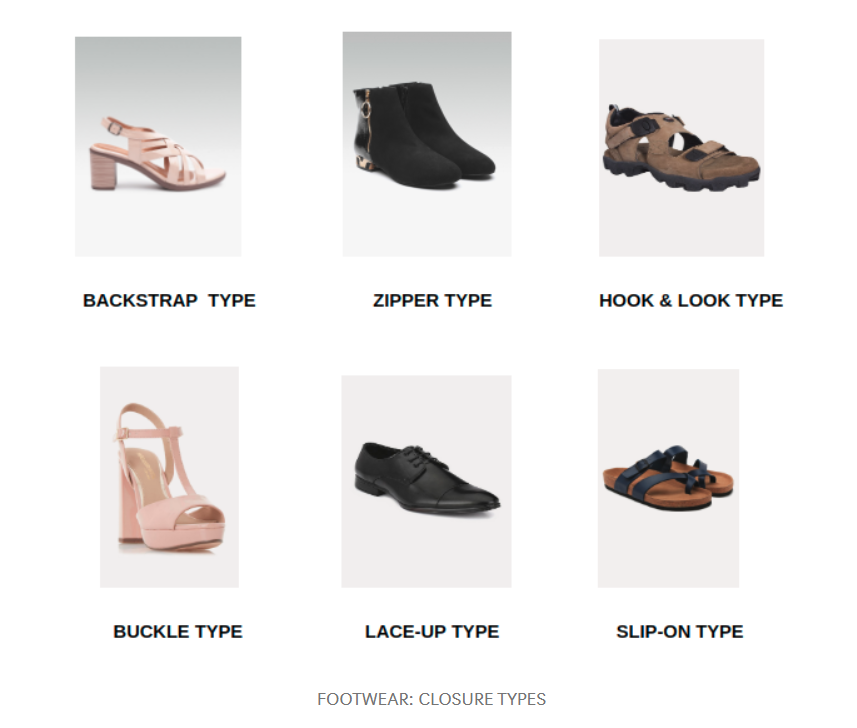 BACKSTRAP TYPE
ZIPPER TYPE
HOOK & LOOK TYPE
BUCKLE TYPE
LACE-UP TYPE
SLIP-ON TYPE
FOOTWEAR: CLOSURE TYPES